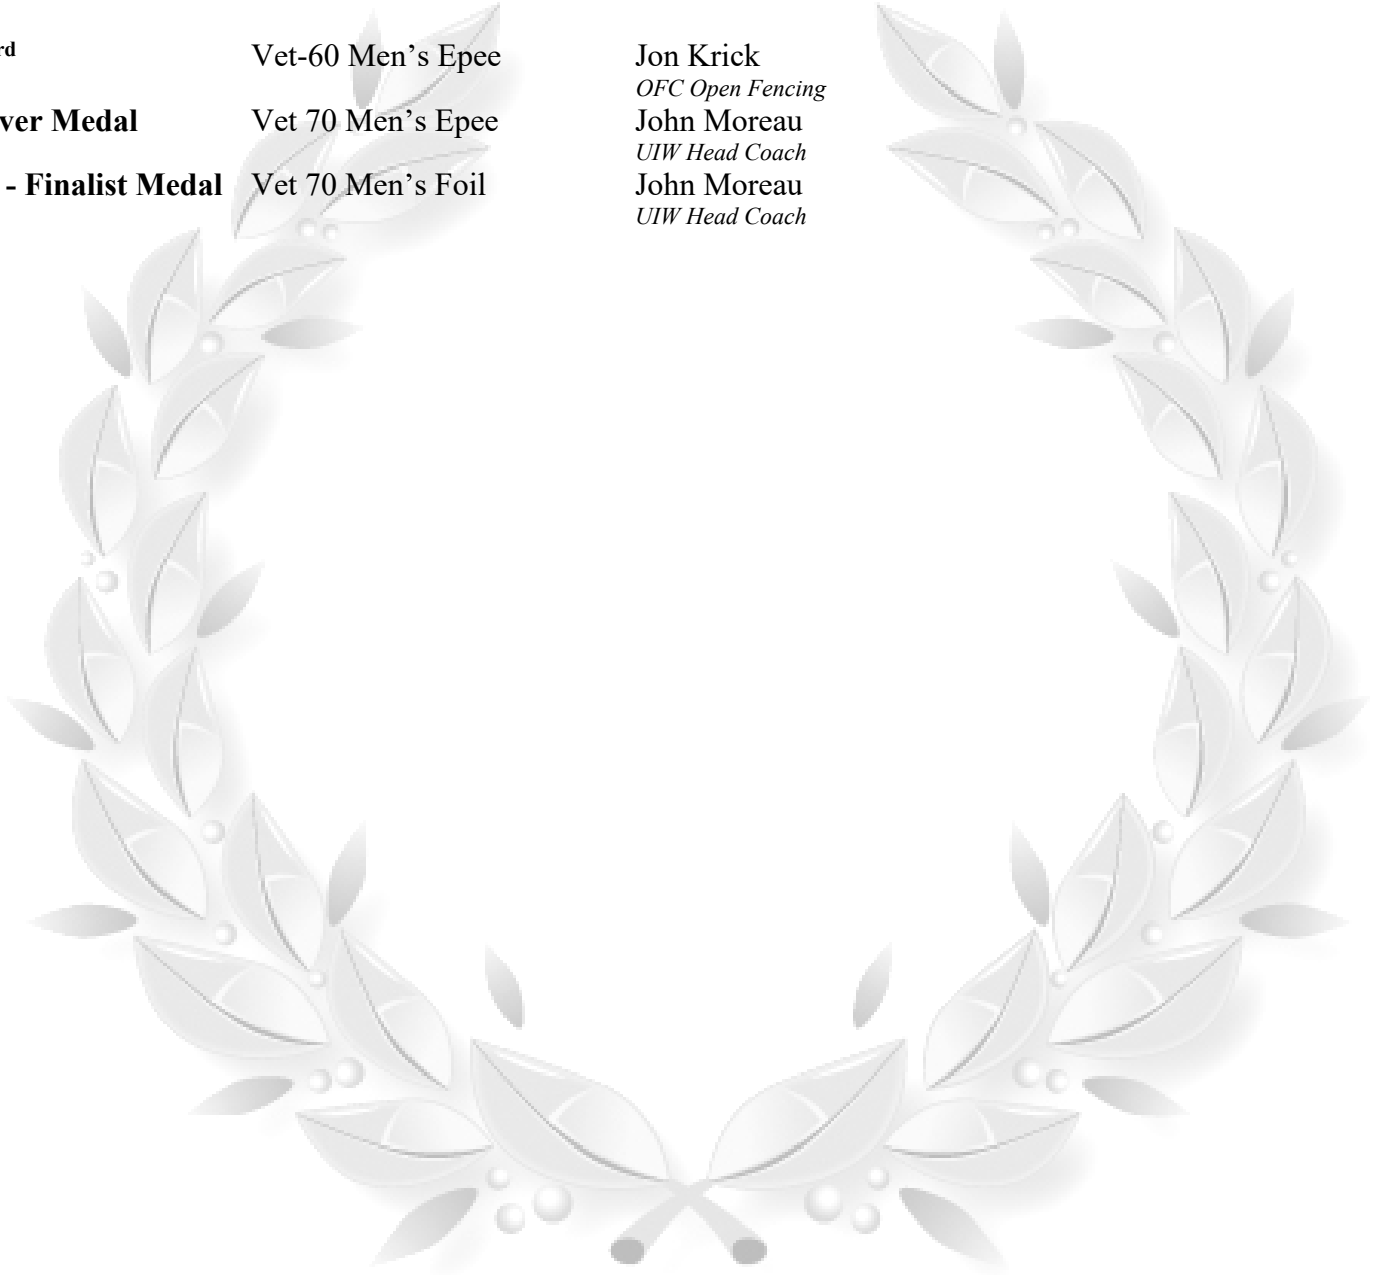 rd Vet-60 Men’s Epee Jon Krick
OFC Open Fencing
ver Medal Vet 70 Men’s Epee John Moreau
UIW Head Coach
- Finalist Medal Vet 70 Men’s Foil John Moreau
UIW Head Coach